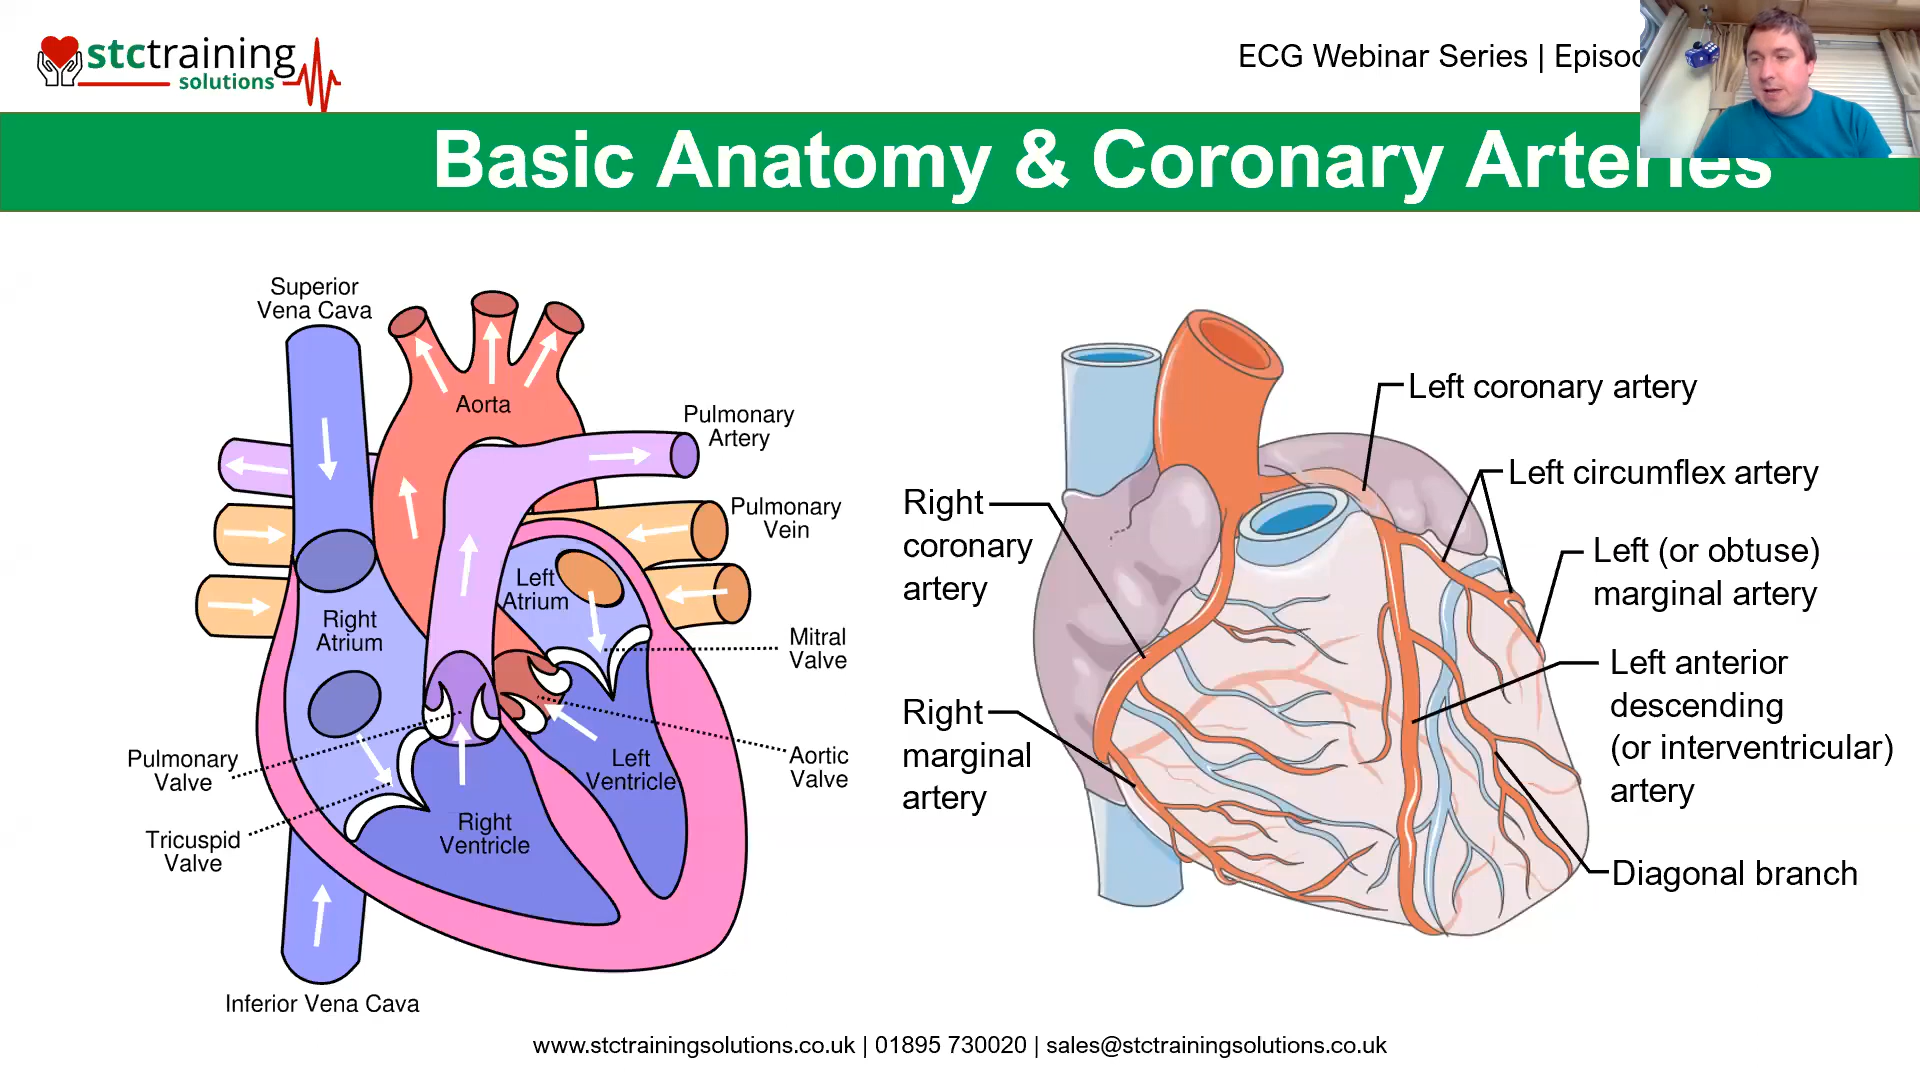 stctraining
solutions
ECG Webinar Series |
Basic Anatomy & Coronary Arteries
Superior
Vena Cava
Aorta
Pulmonary
Artery
Pulmonary
Vein
Left
Atrium
Right
Atrium
Mitral
Valve
Pulmonary
Valve
Left
Ventricle
Aortic
Valve
Tricuspid
Valve
Right
Ventricle
Inferior Vena Cava
Left coronary artery
Left circumflex artery
Right
coronary
artery
Left (or obtuse)
marginal artery
Left anterior
descending
(or interventricular)
artery
Right
marginal
artery
Diagonal branch
www.stctrainingsolutions.co.uk | 01895 730020 | sales@stctrainingsolutions.co.uk